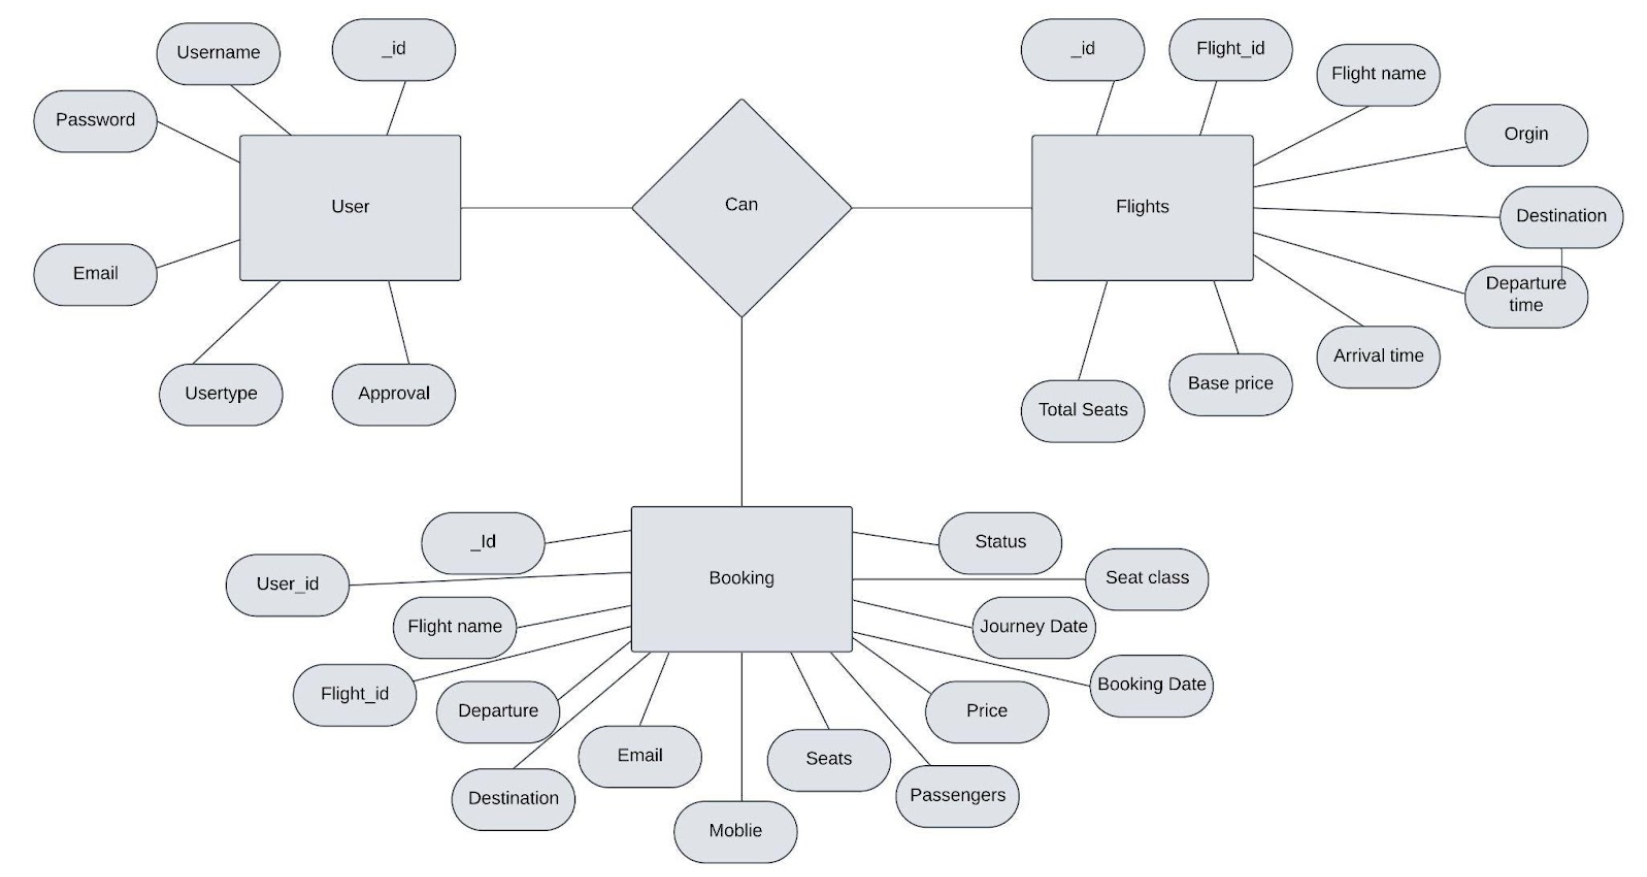 Username
_id
Password
User
Email
Usertype
Approval
Can
_id
Flight_id
Flight name
Orgin
Flights
Destination
Departure
time
Arrival time
Base price
Total Seats
Booking
_Id
User_id
Flight name
Flight_id
Departure
Destination
Email
Moblie
Seats
Passengers
Price
Booking Date
Journey Date
Seat class
Status